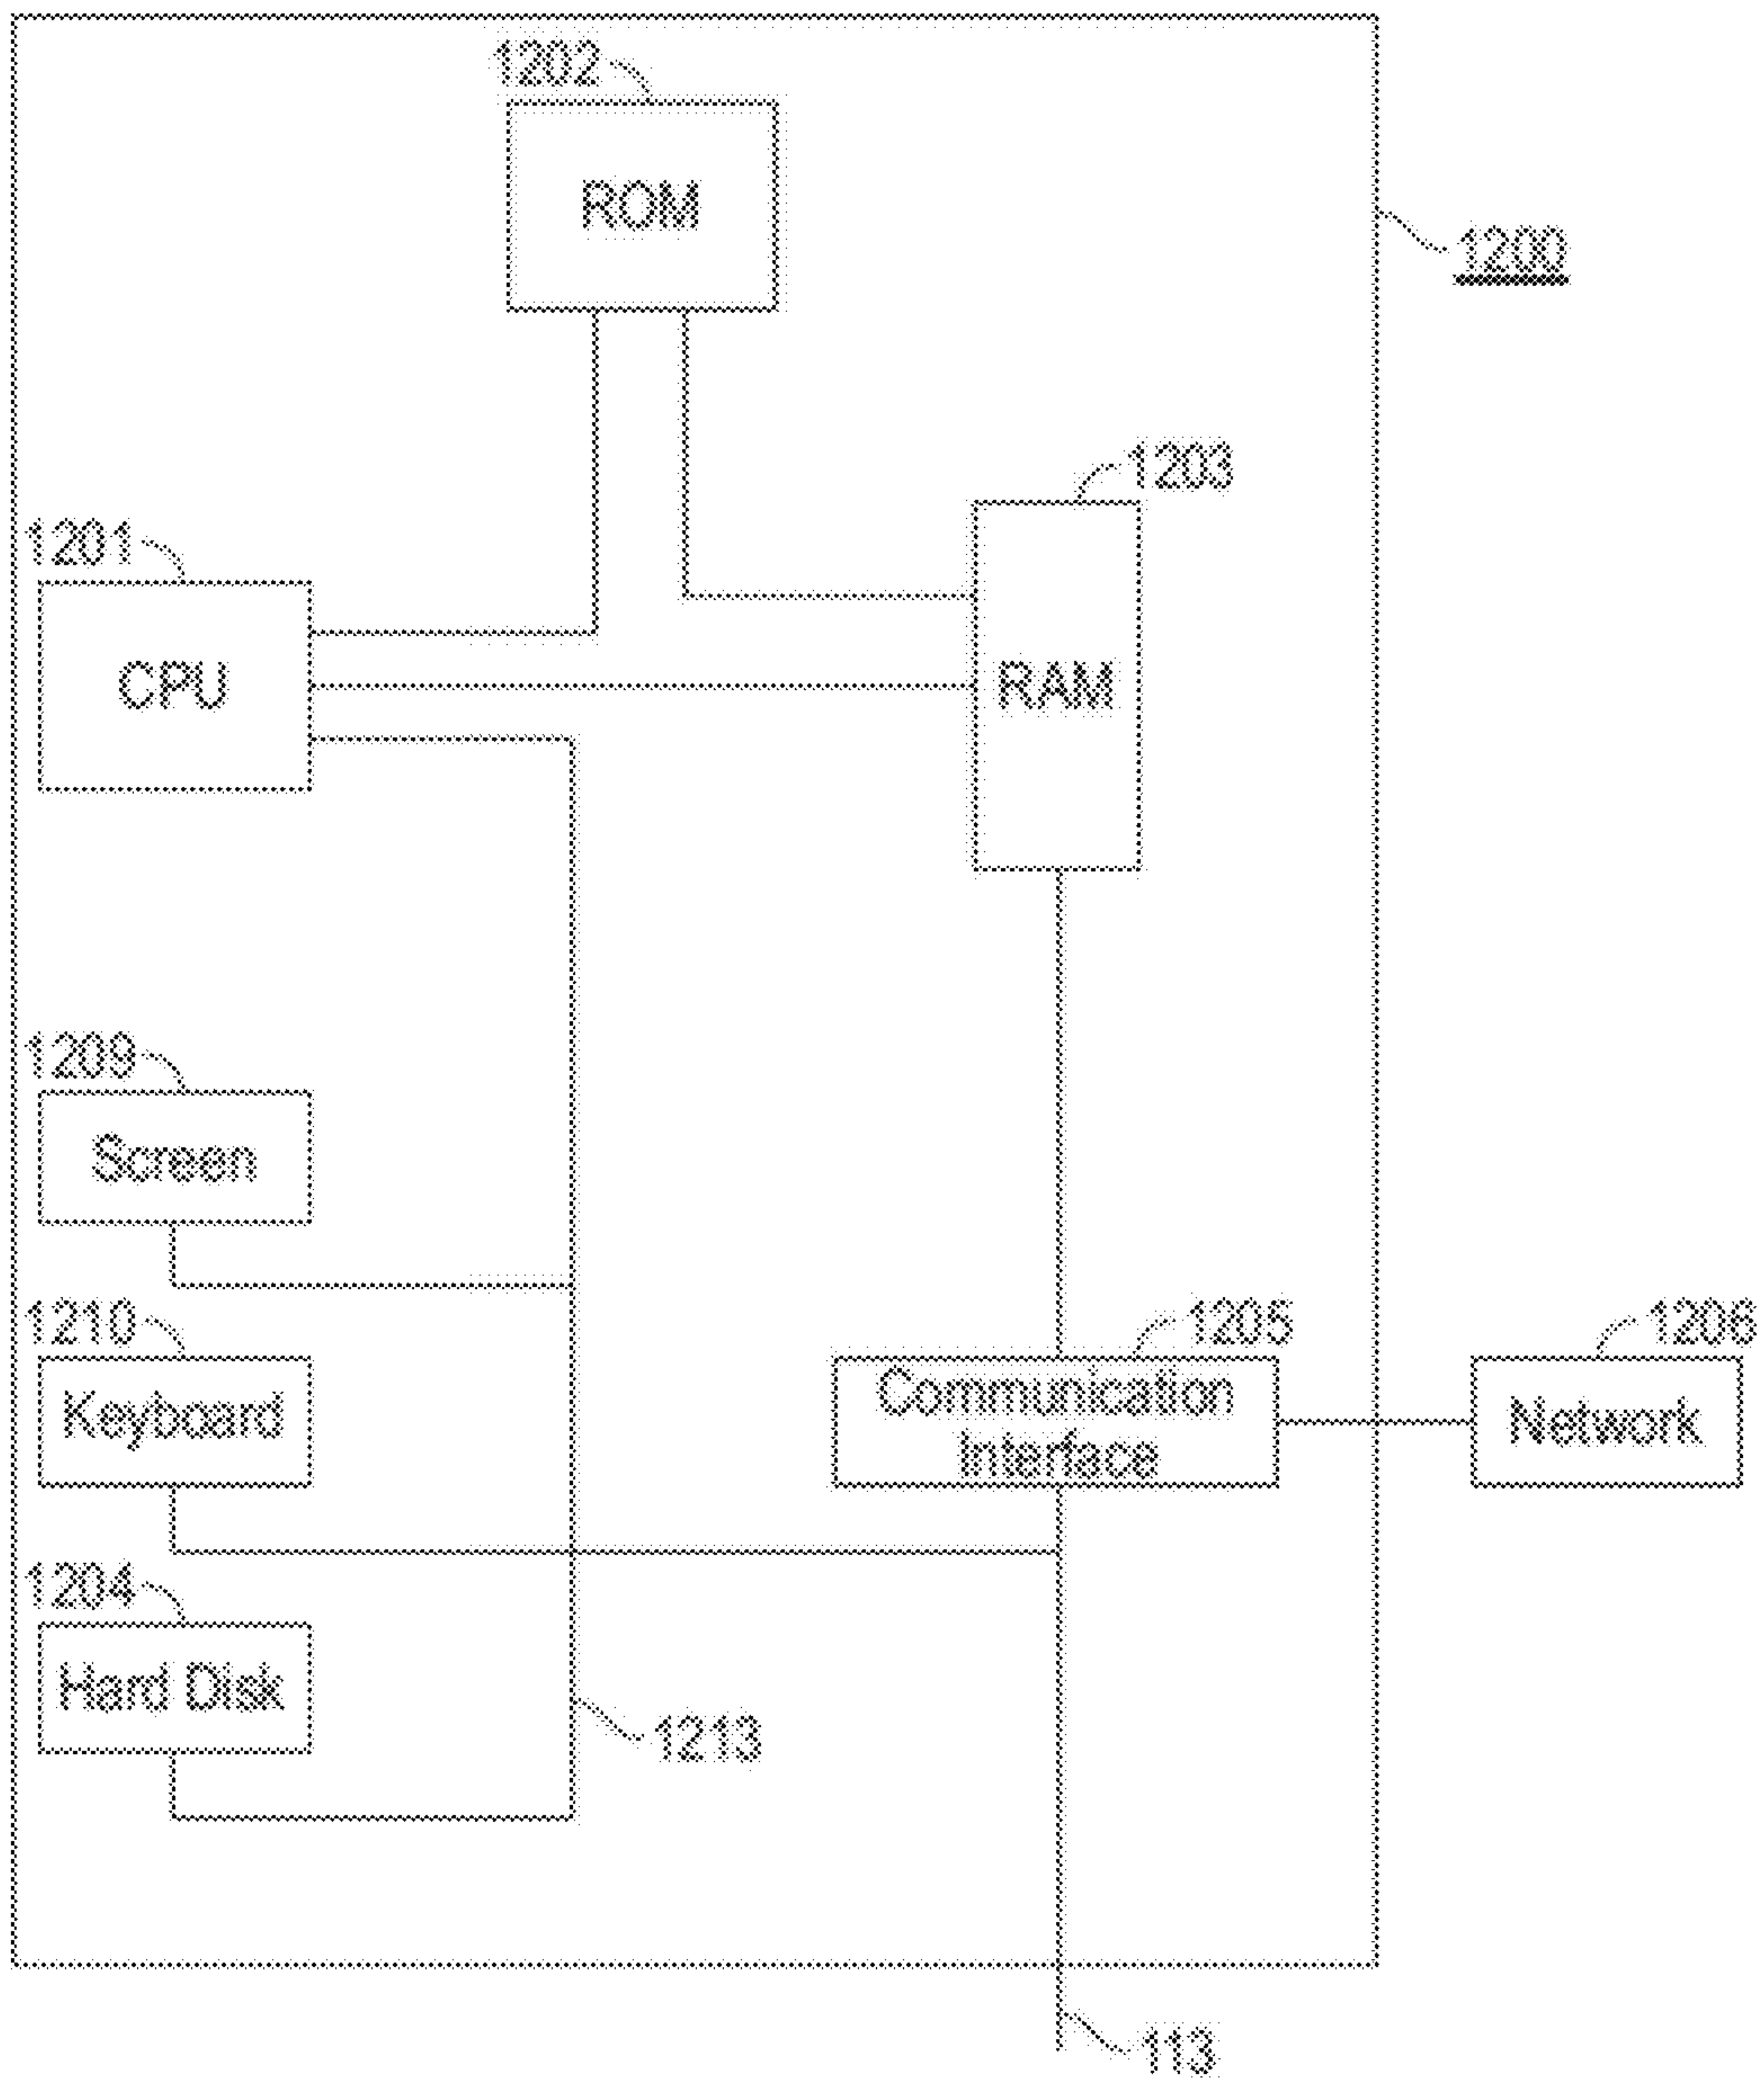 1202
ROM
1200
1203
1201
CPU
RAM
1209
Screen
1210
1205
1206
Keyboard
Communication
Interface
Network
1204
Hard Disk
1213
113